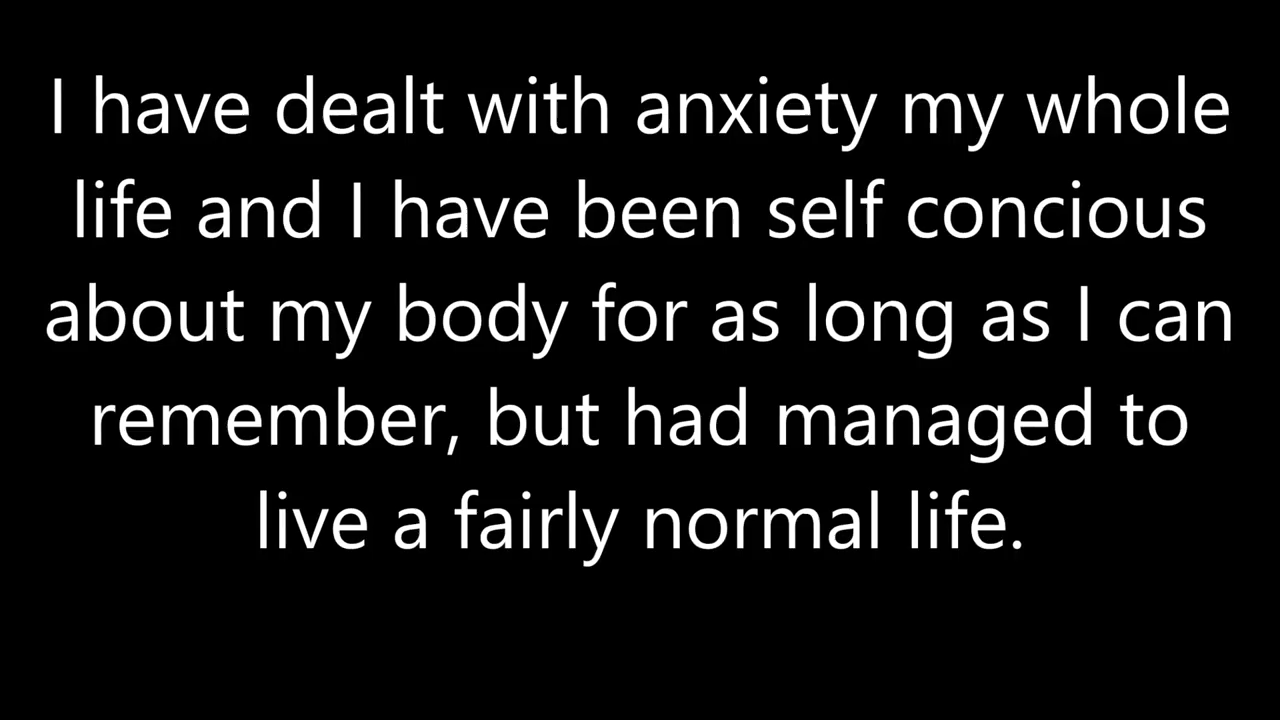 I have dealt with anxiety my whole
life and I have been self concious
about my body for as long as I can
remember, but had managed to
live a fairly normal life.